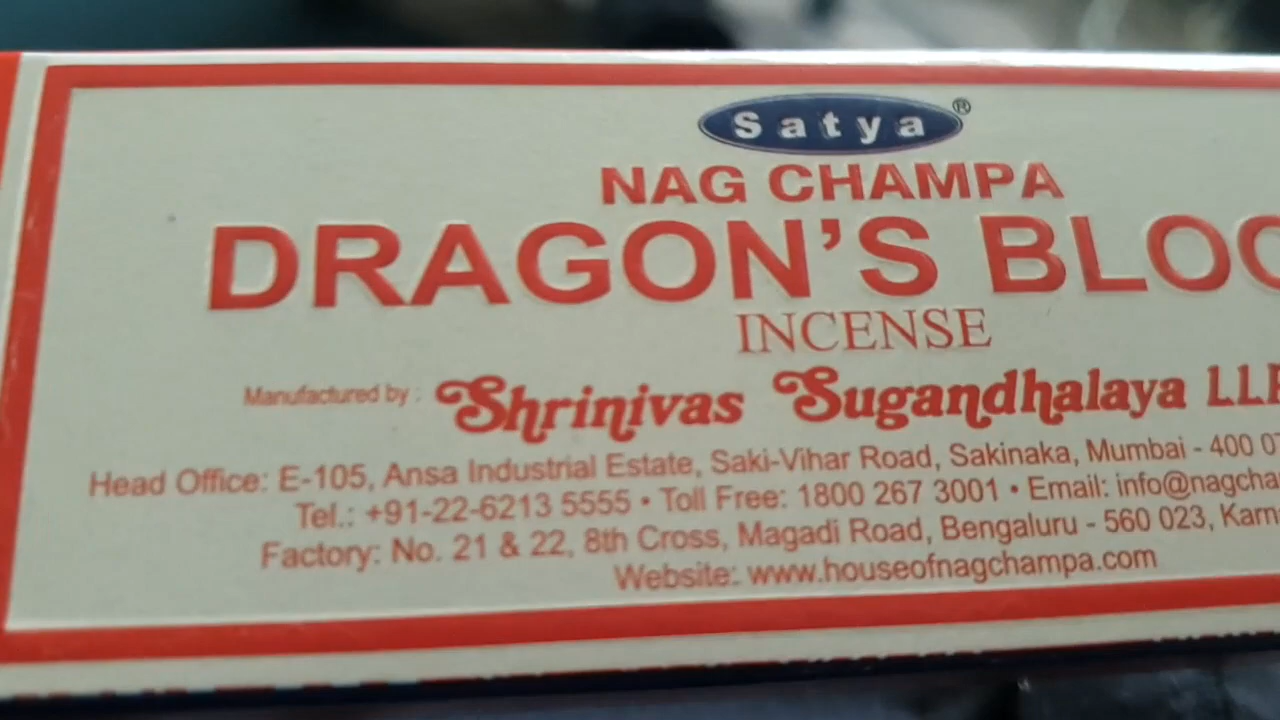 Satya®
NAG CHAMPA
DRAGON'S BLOO
INCENSE
Manufactured by : Shrinivas Sugandhalaya LLP
Head Office: E-105, Ansa Industrial Estate, Saki-Vihar Road, Sakinaka, Mumbai - 400 07
Tel.: +91-22-6213 5555 • Toll Free: 1800 267 3001 • Email: info@nagcha
Factory: No. 21 & 22, 8th Cross, Magadi Road, Bengaluru - 560 023, Karn
Website: www.houseofnagchampa.com